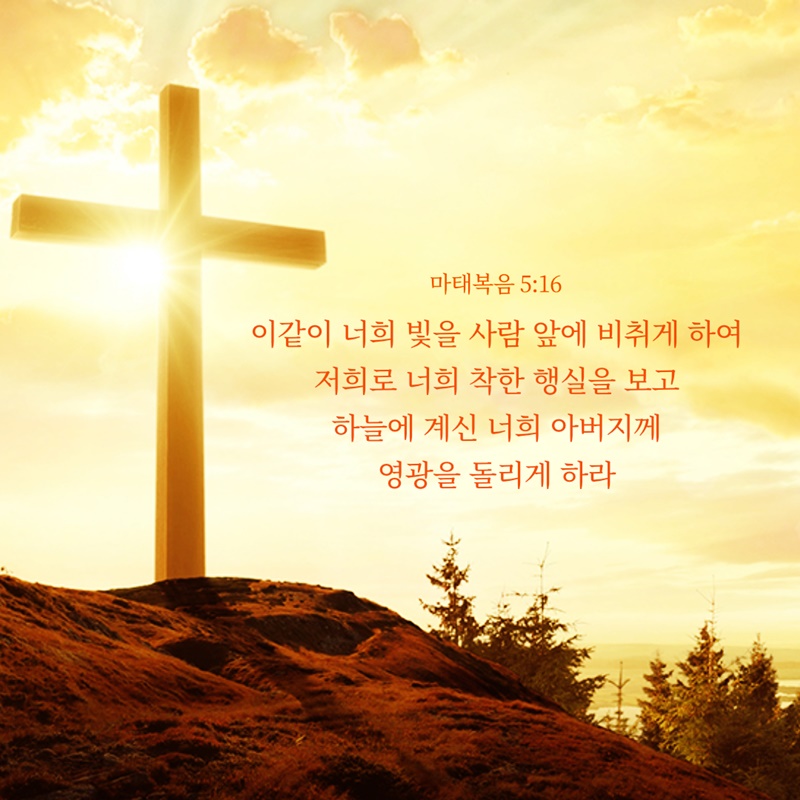 마태복음 5:16
이같이 너희 빛을 사람 앞에 비취게 하여
저희로 너희 착한 행실을 보고
하늘에 계신 너희 아버지께
영광을 돌리게 하라